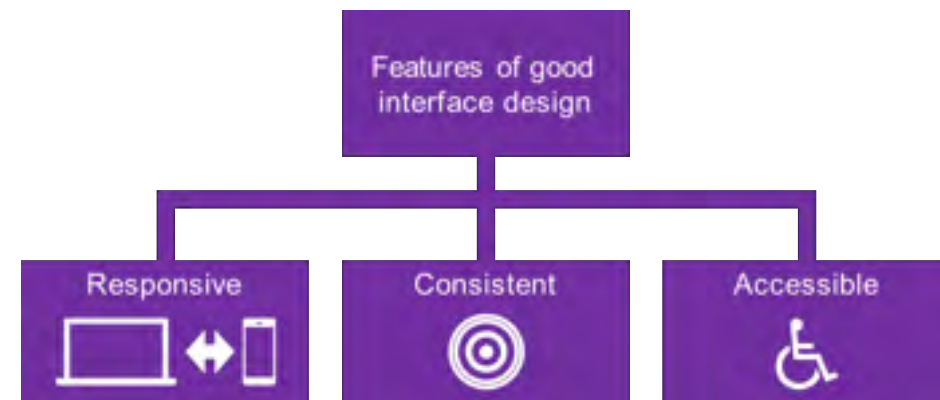 Features of good
interface design
Responsive
Consistent
Accessible